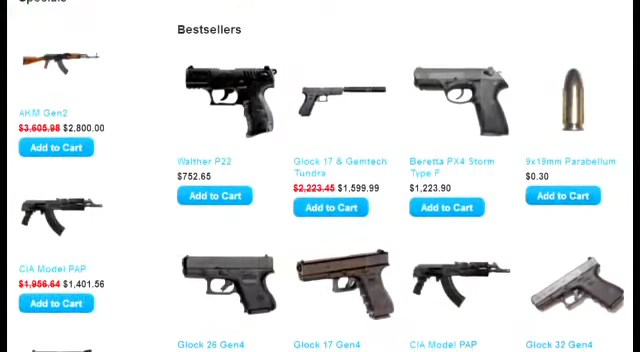 Specials
Bestsellers
AKM Gen2
$3,605.98 $2,800.00
Add to Cart
CIA Model PAP
$1,956.64 $1,401.56
Add to Cart
Walther P22
$752.65
Add to Cart
Glock 17 & Gemtech
Tundra
$2,223.45 $1,599.99
Add to Cart
Beretta PX4 Storm
Type F
$1,223.90
Add to Cart
9x19mm Parabellum
$0.30
Add to Cart
Glock 26 Gen4
Glock 17 Gen4
CIA Model PAP
Glock 32 Gen4